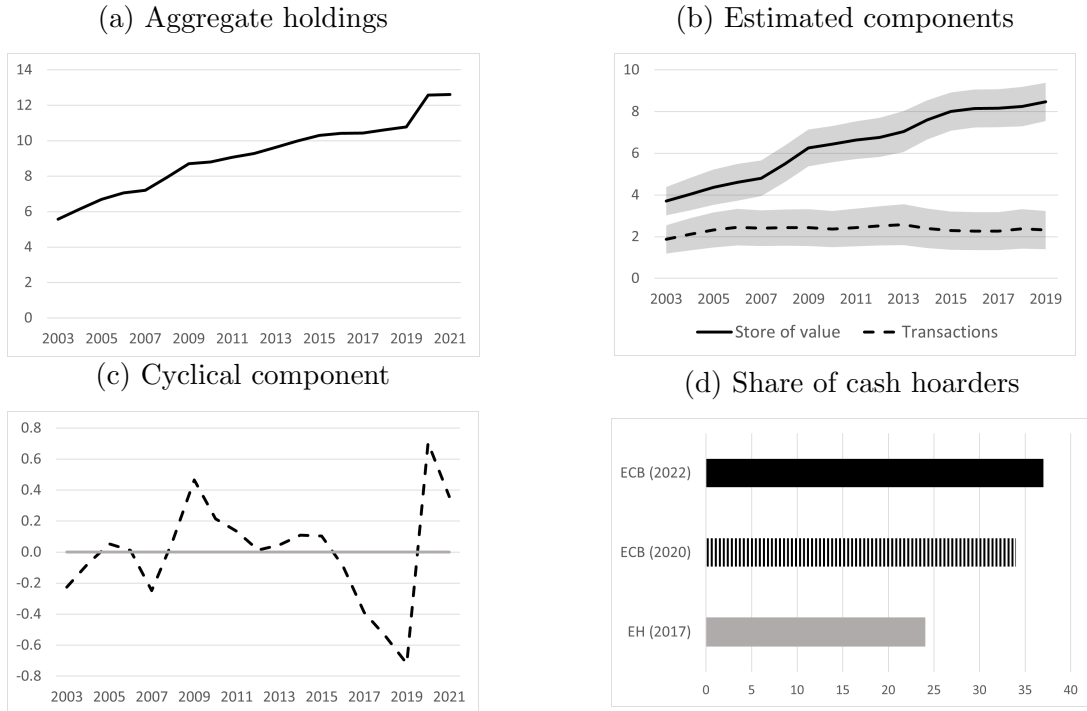 (a) Aggregate holdings
14
12
10
8
6
4
2
0
2003 2005 2007 2009 2011 2013 2015 2017 2019 2021
(b) Estimated components
10
8
6
4
2
0
2003 2005 2007 2009 2011 2013 2015 2017 2019
Store of value Transactions
(c) Cyclical component
0.8
0.6
0.4
0.2
0.0
-0.2
-0.4
-0.6
-0.8
2003 2005 2007 2009 2011 2013 2015 2017 2019 2021
(d) Share of cash hoarders
ECB (2022)
ECB (2020)
EH (2017)
0 5 10 15 20 25 30 35 40